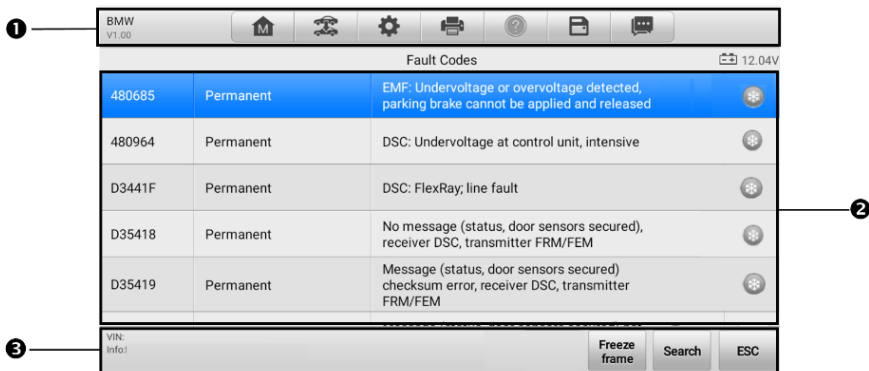 ❶
BMW
V1.00
M
?
Fault Codes
12.04V
480685 Permanent EMF: Undervoltage or overvoltage detected,
parking brake cannot be applied and released
480964 Permanent DSC: Undervoltage at control unit, intensive
D3441F Permanent DSC: FlexRay; line fault
D35418 Permanent No message (status, door sensors secured),
receiver DSC, transmitter FRM/FEM
D35419 Permanent Message (status, door sensors secured)
checksum error, receiver DSC, transmitter
FRM/FEM
❷
❸
VIN:
Info:
Freeze
frame
Search
ESC